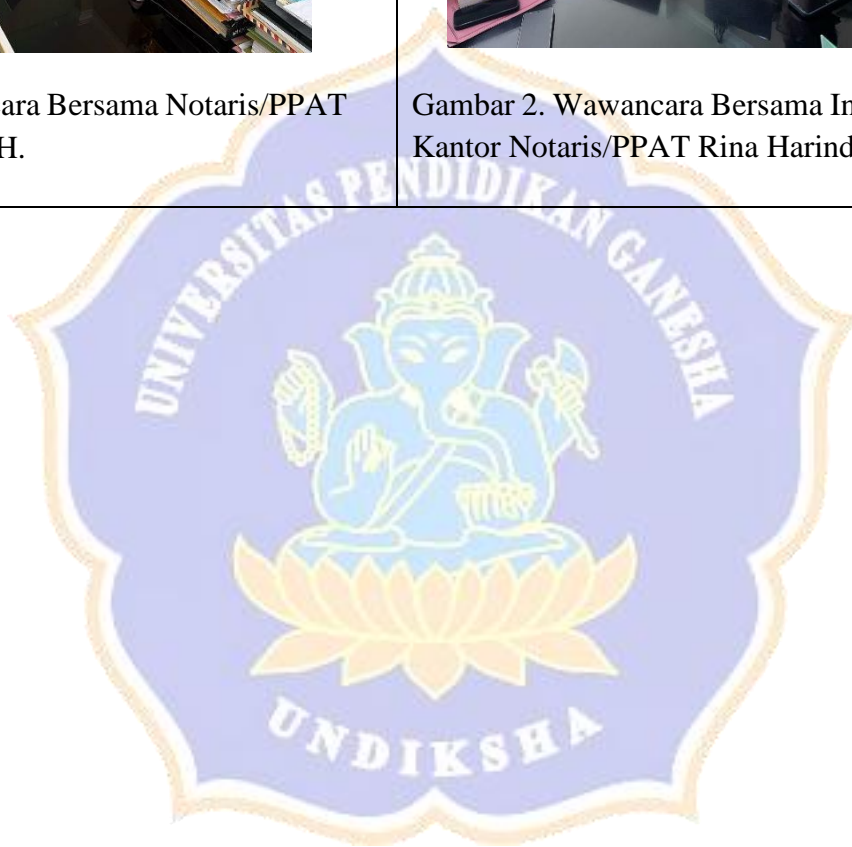 ara Bersama Notaris/PPAT
H.
Gambar 2. Wawancara Bersama In
Kantor Notaris/PPAT Rina Harind
UNIVERSITAS PENDIDIKAN GANESHA
UNDIKSHA